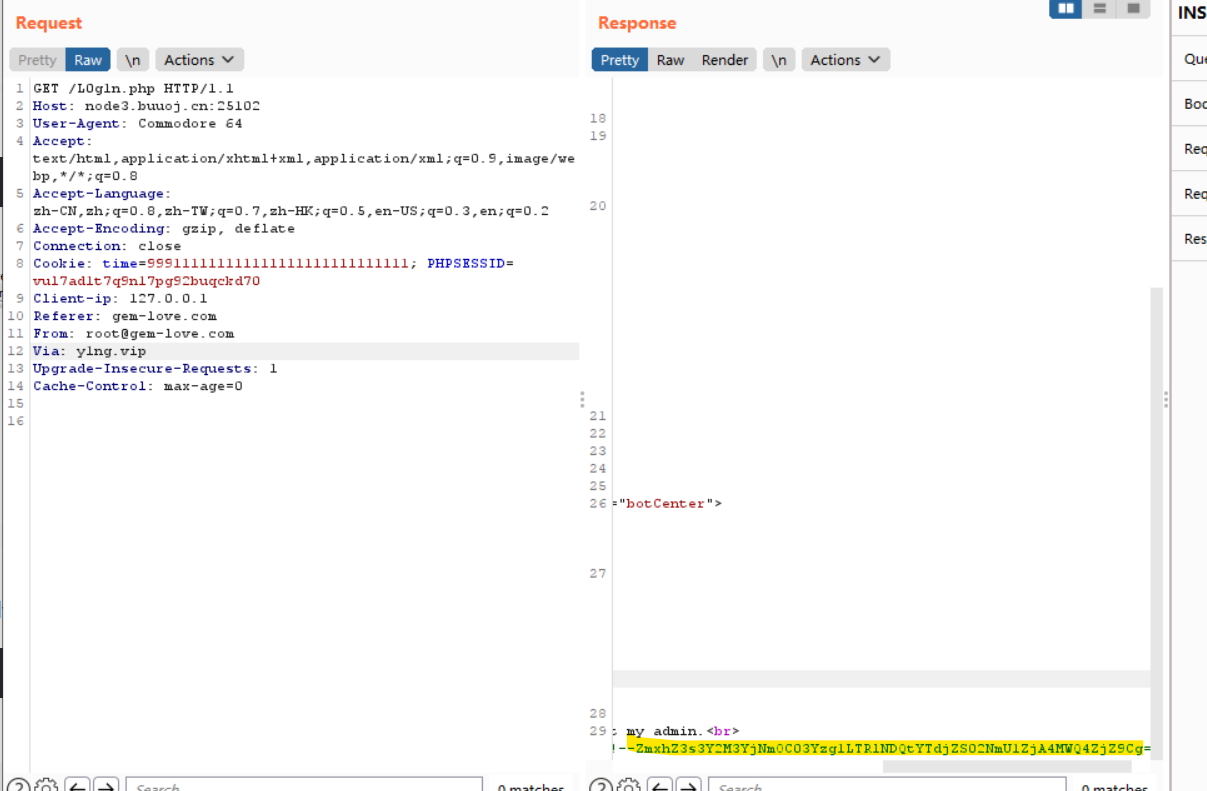 Request
Response
INS
Pretty Raw \n Actions
Pretty Raw Render \n Actions
Que
Bod
Req
Req
Res
1 GET /L0g1n.php HTTP/1.1
2 Host: node3.buuoj.cn:25102
3 User-Agent: Commodore 64
4 Accept:
text/html,application/xhtml+xml,application/xml;q=0.9,image/we
bp,*/*;q=0.8
5 Accept-Language:
zh-CN,zh;q=0.8,zh-TW;q=0.7,zh-HK;q=0.5,en-US;q=0.3,en;q=0.2
6 Accept-Encoding: gzip, deflate
7 Connection: close
8 Cookie: time=999111111111111111111111111111; PHPSESSID=
vul7adlt7q9nl7pg92buqckd70
9 Client-ip: 127.0.0.1
10 Referer: gem-love.com
11 From: root@gem-love.com
12 Via: y1ng.vip
13 Upgrade-Insecure-Requests: 1
14 Cache-Control: max-age=0
15
16
18
19
20
21
22
23
24
25
26 ="botCenter">
27
28
29 t my admin.<br>
!--ZmxhZ3s3Y2M3YjNmOC03YzglLTRlNDQtYTdjZS02NmUlZjA4MWQ4ZjZ9Cg=
Search
0 matches
Search
0 matches